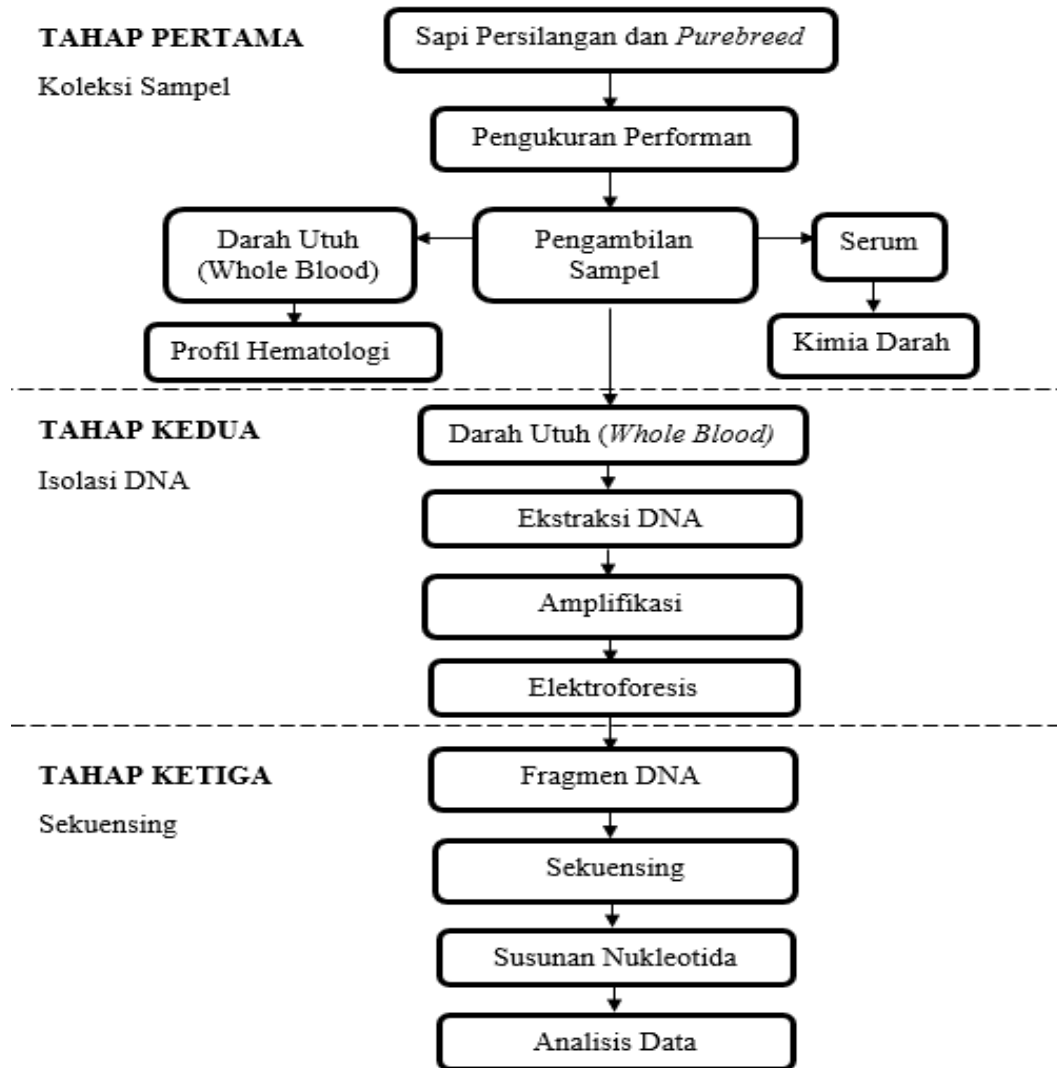 TAHAP PERTAMA
Koleksi Sampel
Sapi Persilangan dan Purebreed
Pengukuran Performan
Darah Utuh
(Whole Blood)
Pengambilan
Sampel
Serum
Profil Hematologi
Kimia Darah
TAHAP KEDUA
Isolasi DNA
Darah Utuh (Whole Blood)
Ekstraksi DNA
Amplifikasi
Elektroforesis
TAHAP KETIGA
Sekuensing
Fragmen DNA
Sekuensing
Susunan Nukleotida
Analisis Data